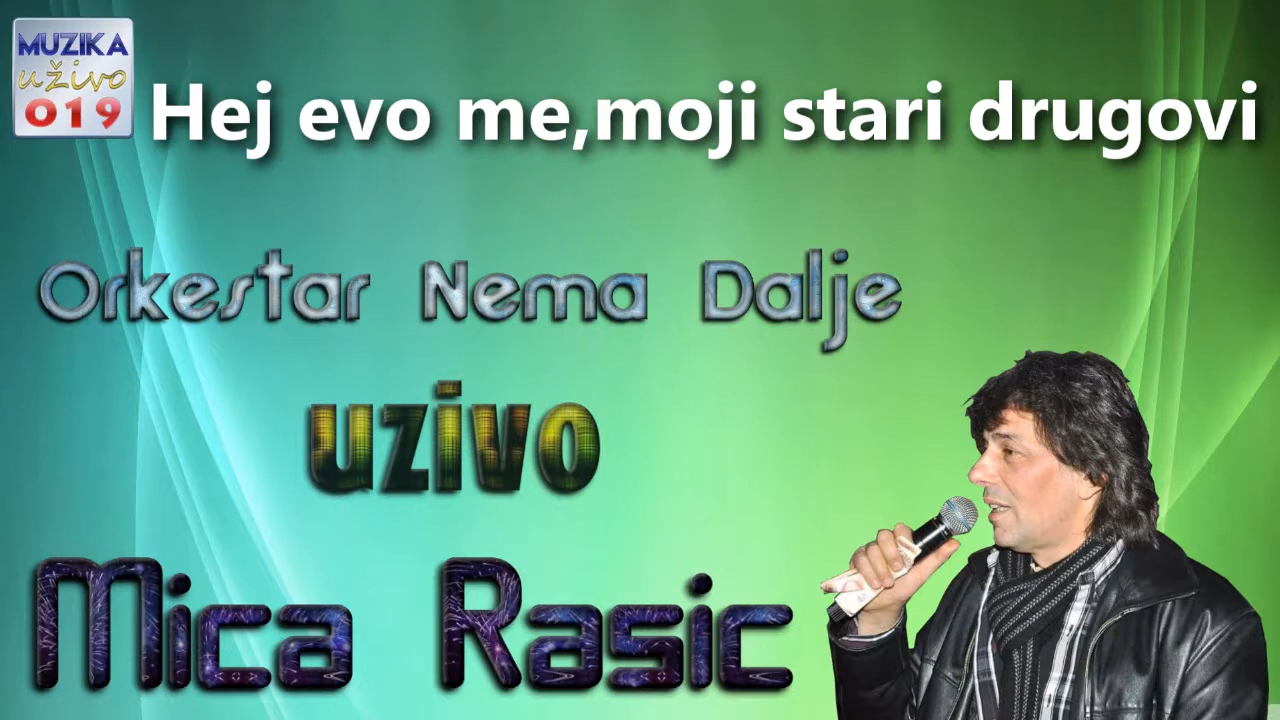 MUZIKA
uživo
019
Hej evo me,moji stari drugovi
Orkestar Nema Dalje
uzivo
Mica Rasic